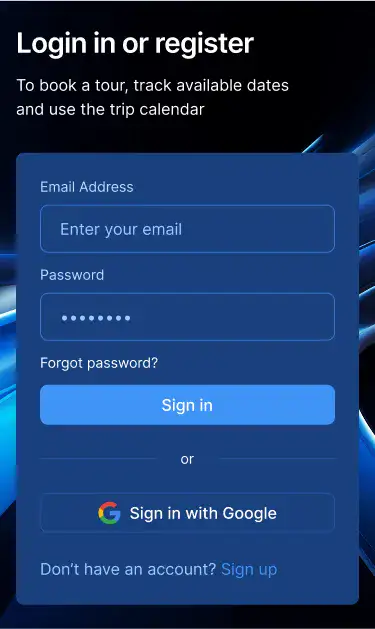 Login in or register
To book a tour, track available dates
and use the trip calendar
Email Address
Enter your email
Password
••••••••
Forgot password?
Sign in
or
Sign in with Google
Don't have an account? Sign up